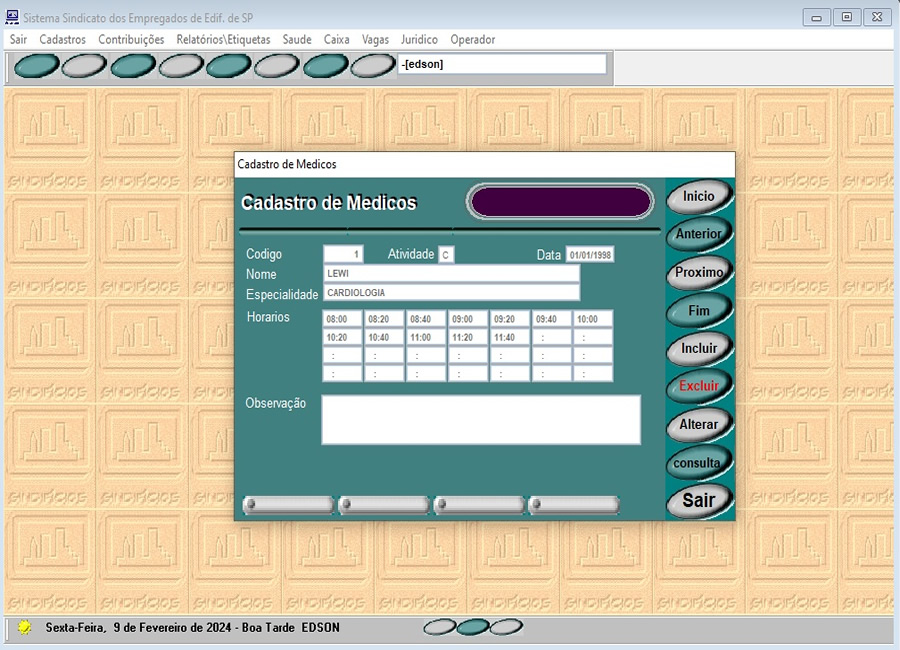 Sistema Sindicato dos Empregados de Edif. de SP
Sair Cadastros Contribuições Relatórios\Etiquetas Saude Caixa Vagas Juridico Operador
-[edson]
Cadastro de Medicos
Cadastro de Medicos
Codigo 1 Atividade C Data 01/01/1998
Nome LEWI
Especialidade CARDIOLOGIA
Horarios 08:00 08:20 08:40 09:00 09:20 09:40 10:00
10:20 10:40 11:00 11:20 11:40 : :
: : : : : : :
: : : : : : :
Observação
Inicio
Anterior
Proximo
Fim
Incluir
Excluir
Alterar
consulta
Sair
SINDIFÍCIOS
Sexta-Feira, 9 de Fevereiro de 2024 - Boa Tarde EDSON